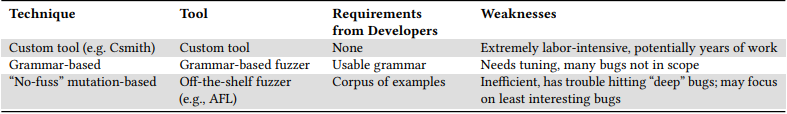 Technique Tool Requirements Weaknesses
from Developers
Custom tool (e.g. Csmith) Custom tool None Extremely labor-intensive, potentially years of work
Grammar-based Grammar-based fuzzer Usable grammar Needs tuning, many bugs not in scope
“No-fuss” mutation-based Off-the-shelf fuzzer Corpus of examples Inefficient, has trouble hitting “deep” bugs; may focus
(e.g., AFL) on least interesting bugs